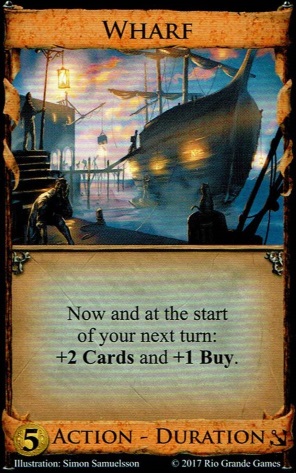 WHARF
Now and at the start
of your next turn:
+2 Cards and +1 Buy.
5 ACTION - DURATION
Illustration: Simon Samuelsson © 2017 Rio Grande Games